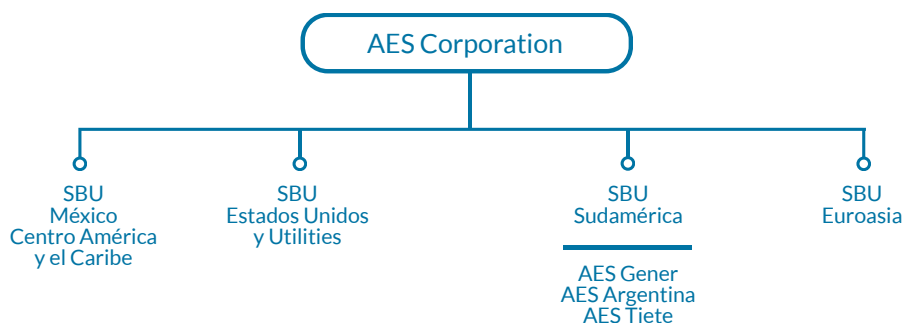 AES Corporation
SBU
México
Centro América
y el Caribe
SBU
Estados Unidos
y Utilities
SBU
Sudamérica
AES Gener
AES Argentina
AES Tiete
SBU
Euroasia